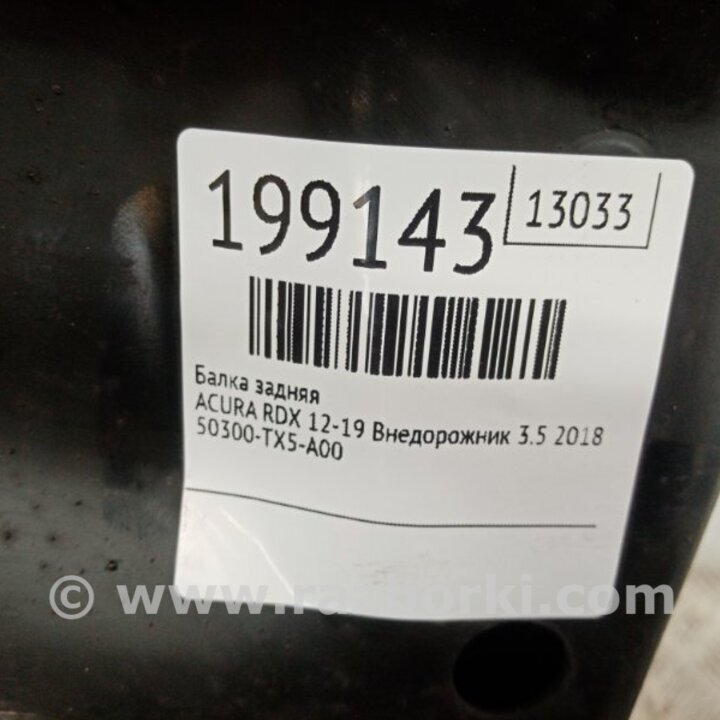 199143
13033
Балка задняя
ACURA RDX 12-19 Внедорожник 3.5 2018
50300-TX5-A00